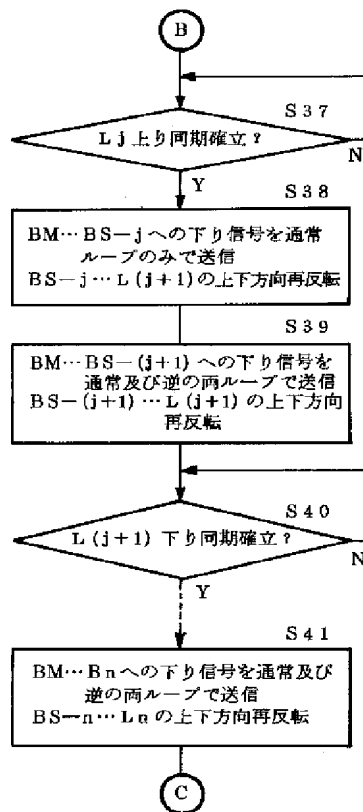 B
S37
Lj上り同期確立?
N
Y
S38
BM…BS−jへの下り信号を通常
ループのみで送信
BS−j…L(j+1)の上下方向再反転
S39
BM…BS−(j+1)への下り信号を
通常及び逆の両ループで送信
BS−(j+1)…L(j+1)の上下方向
再反転
S40
L(j+1)下り同期確立?
N
Y
S41
BM…Bnへの下り信号を通常及び
逆の両ループで送信
BS−n…Lnの上下方向再反転
C